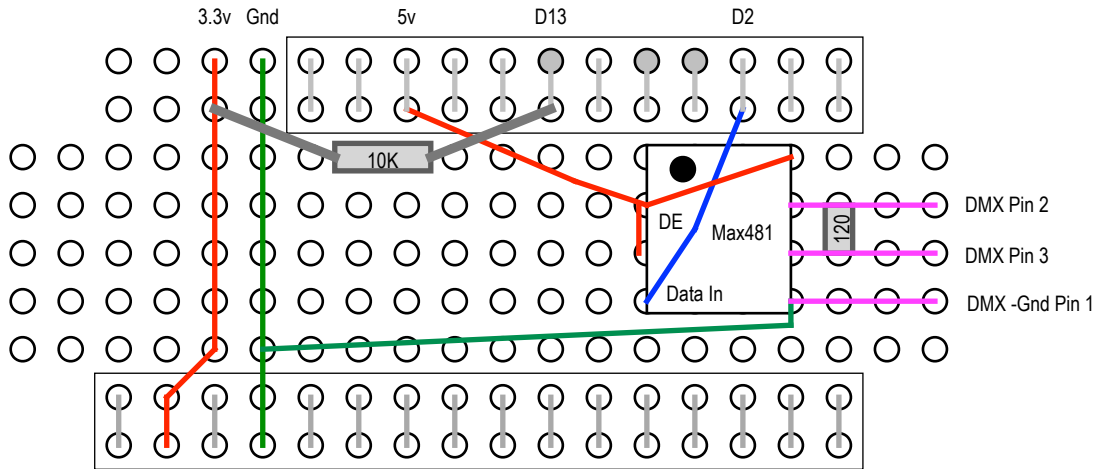 3.3v Gnd 5v D13 D2
10K
DE
Max481
120
Data In
DMX Pin 2
DMX Pin 3
DMX -Gnd Pin 1